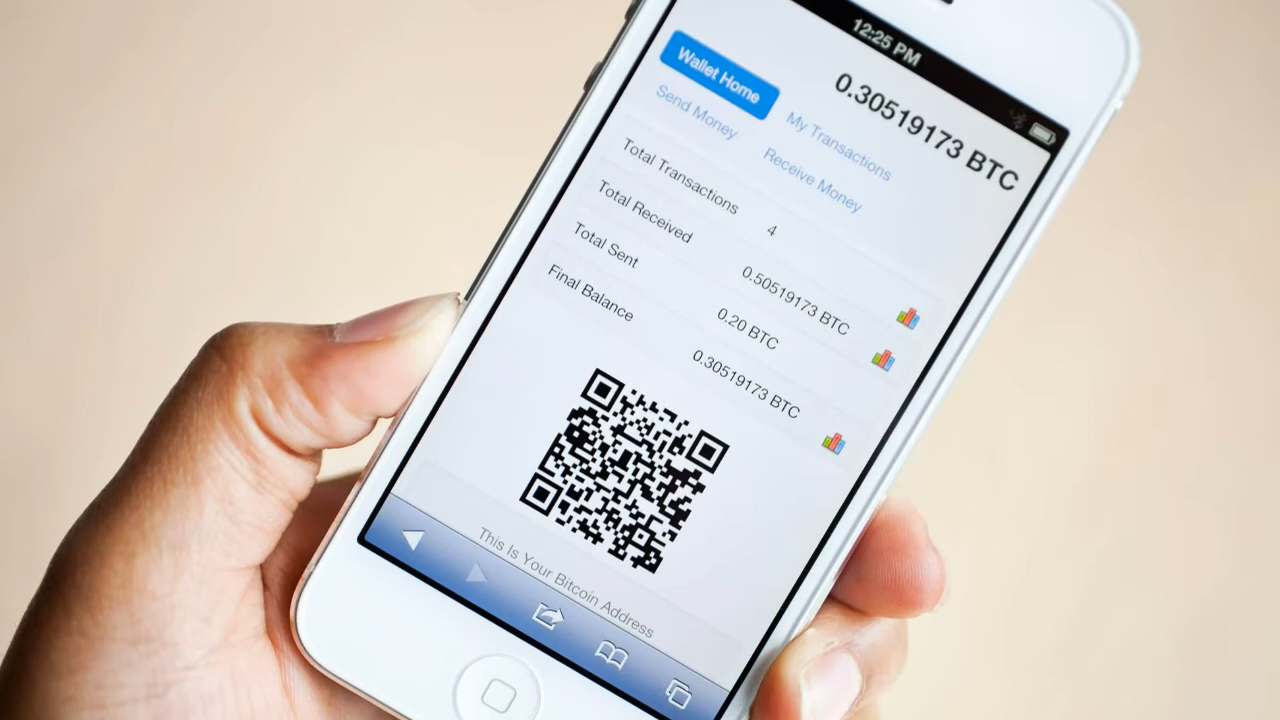 12:25 PM
0.30519173 BTC
Wallet Home
My Transactions
Send Money
Receive Money
Total Transactions 4
Total Received 0.50519173 BTC
Total Sent 0.20 BTC
Final Balance 0.30519173 BTC
This Is Your Bitcoin Address